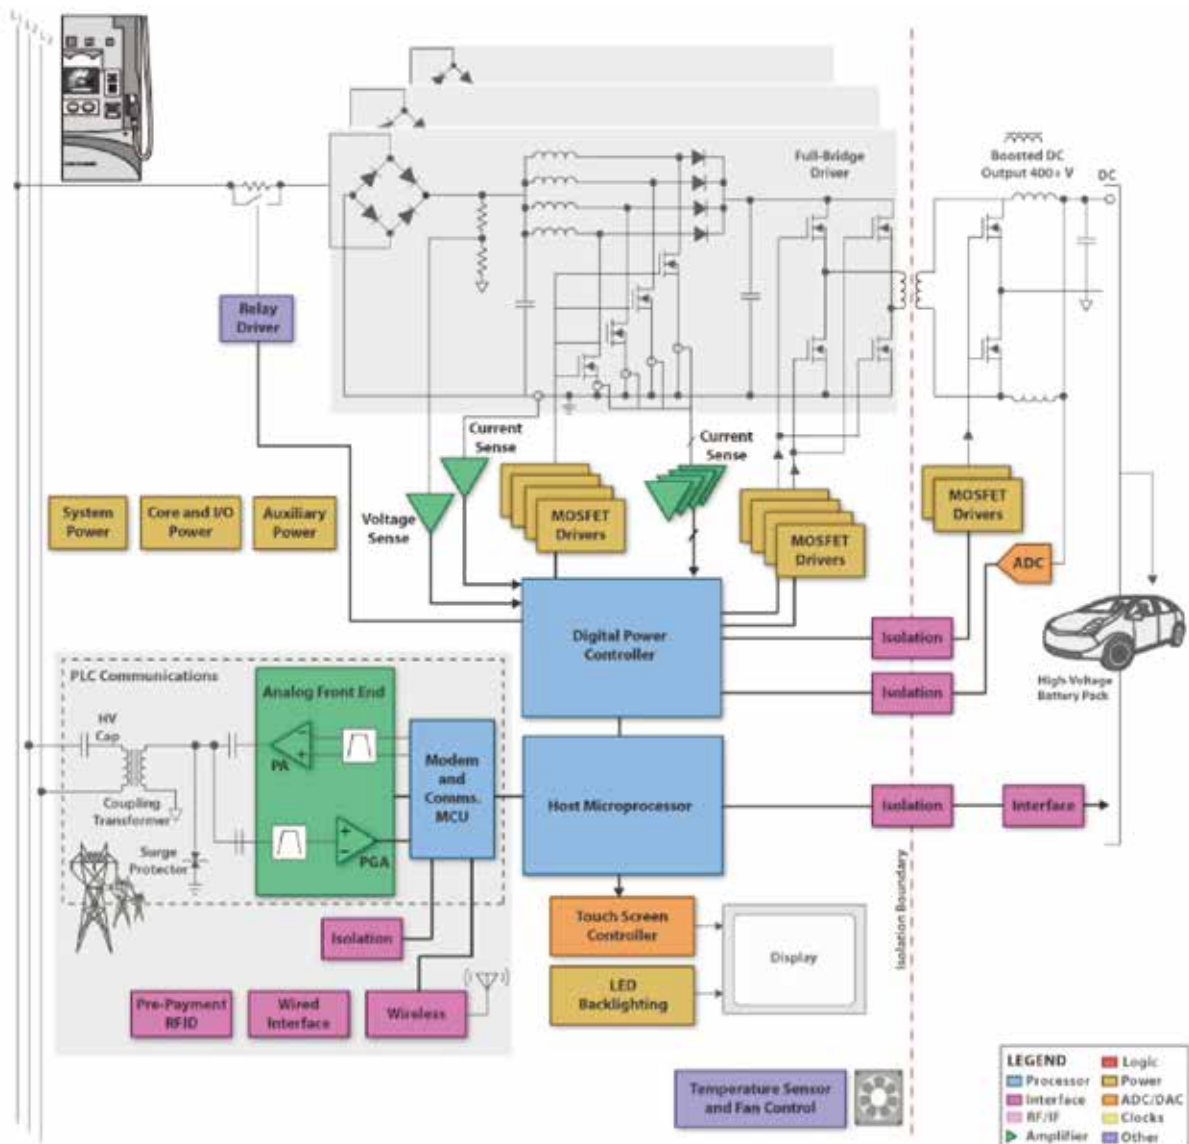 L1
L2
L3
Full-Bridge
Driver
Boosted DC
Output 400+ V
DC
Relay
Driver
Current
Sense
Current
Sense
Voltage
Sense
MOSFET
Drivers
MOSFET
Drivers
MOSFET
Drivers
System
Power
Core and I/O
Power
Auxiliary
Power
ADC
Digital Power
Controller
Isolation
Isolation
High-Voltage
Battery Pack
PLC Communications
Analog Front End
HV
Cap
PA
Modem
and
Comms.
MCU
Host Microprocessor
Isolation
Interface
Coupling
Transformer
Surge
Protector
PGA
Isolation Boundary
Touch Screen
Controller
Display
LED
Backlighting
Isolation
Pre-Payment
RFID
Wired
Interface
Wireless
Temperature Sensor
and Fan Control
LEGEND
Logic
Processor
Power
Interface
ADC/DAC
RF/IF
Clocks
Amplifier
Other